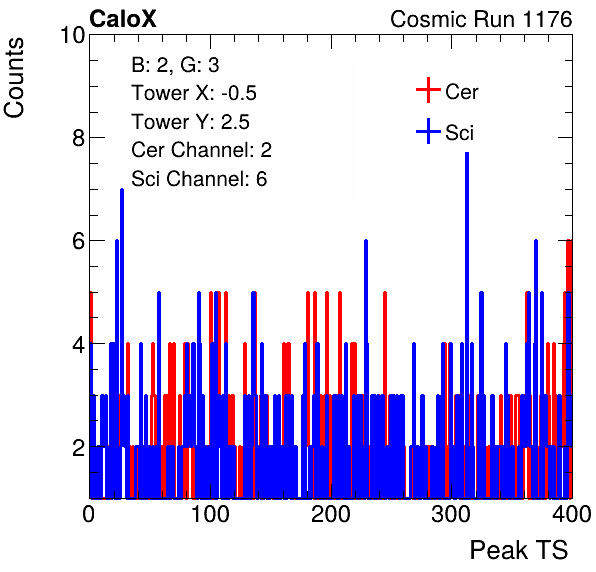 CaloX Cosmic Run 1176
Counts
10
B: 2, G: 3
Tower X: -0.5
Tower Y: 2.5
Cer Channel: 2
Sci Channel: 6
Cer
Sci
8
6
4
2
0 100 200 300 400
Peak TS